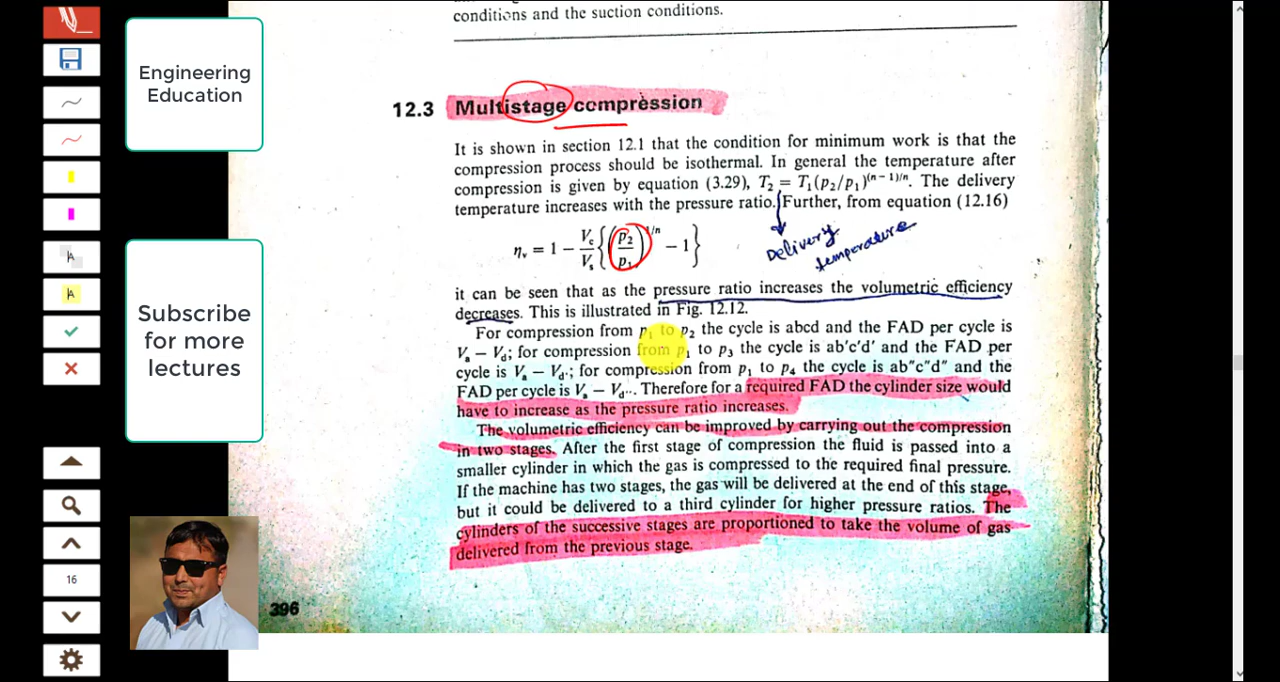 conditions and the suction conditions.
Engineering
Education
12.3 Multistage compression
It is shown in section 12.1 that the condition for minimum work is that the
compression process should be isothermal. In general the temperature after
compression is given by equation (3.29), T₂ = T₁(p₂/p₁)⁽ⁿ⁻¹⁾/ⁿ. The delivery
temperature increases with the pressure ratio. Further, from equation (12.16)
ηᵥ = 1 − Vc/Vs {(p₂/p₁)^1/n − 1}
Delivery
temperature
it can be seen that as the pressure ratio increases the volumetric efficiency
decreases. This is illustrated in Fig. 12.12.
Subscribe
for more
lectures
For compression from p₁ to p₂ the cycle is abcd and the FAD per cycle is
Va − Vd; for compression from p₁ to p₃ the cycle is ab′c′d′ and the FAD per
cycle is Va − Vd′; for compression from p₁ to p₄ the cycle is ab″c″d″ and the
FAD per cycle is Va − Vd″. Therefore for a required FAD the cylinder size would
have to increase as the pressure ratio increases.
The volumetric efficiency can be improved by carrying out the compression
in two stages. After the first stage of compression the fluid is passed into a
smaller cylinder in which the gas is compressed to the required final pressure.
If the machine has two stages, the gas will be delivered at the end of this stage,
but it could be delivered to a third cylinder for higher pressure ratios. The
cylinders of the successive stages are proportioned to take the volume of gas
delivered from the previous stage.
16
396